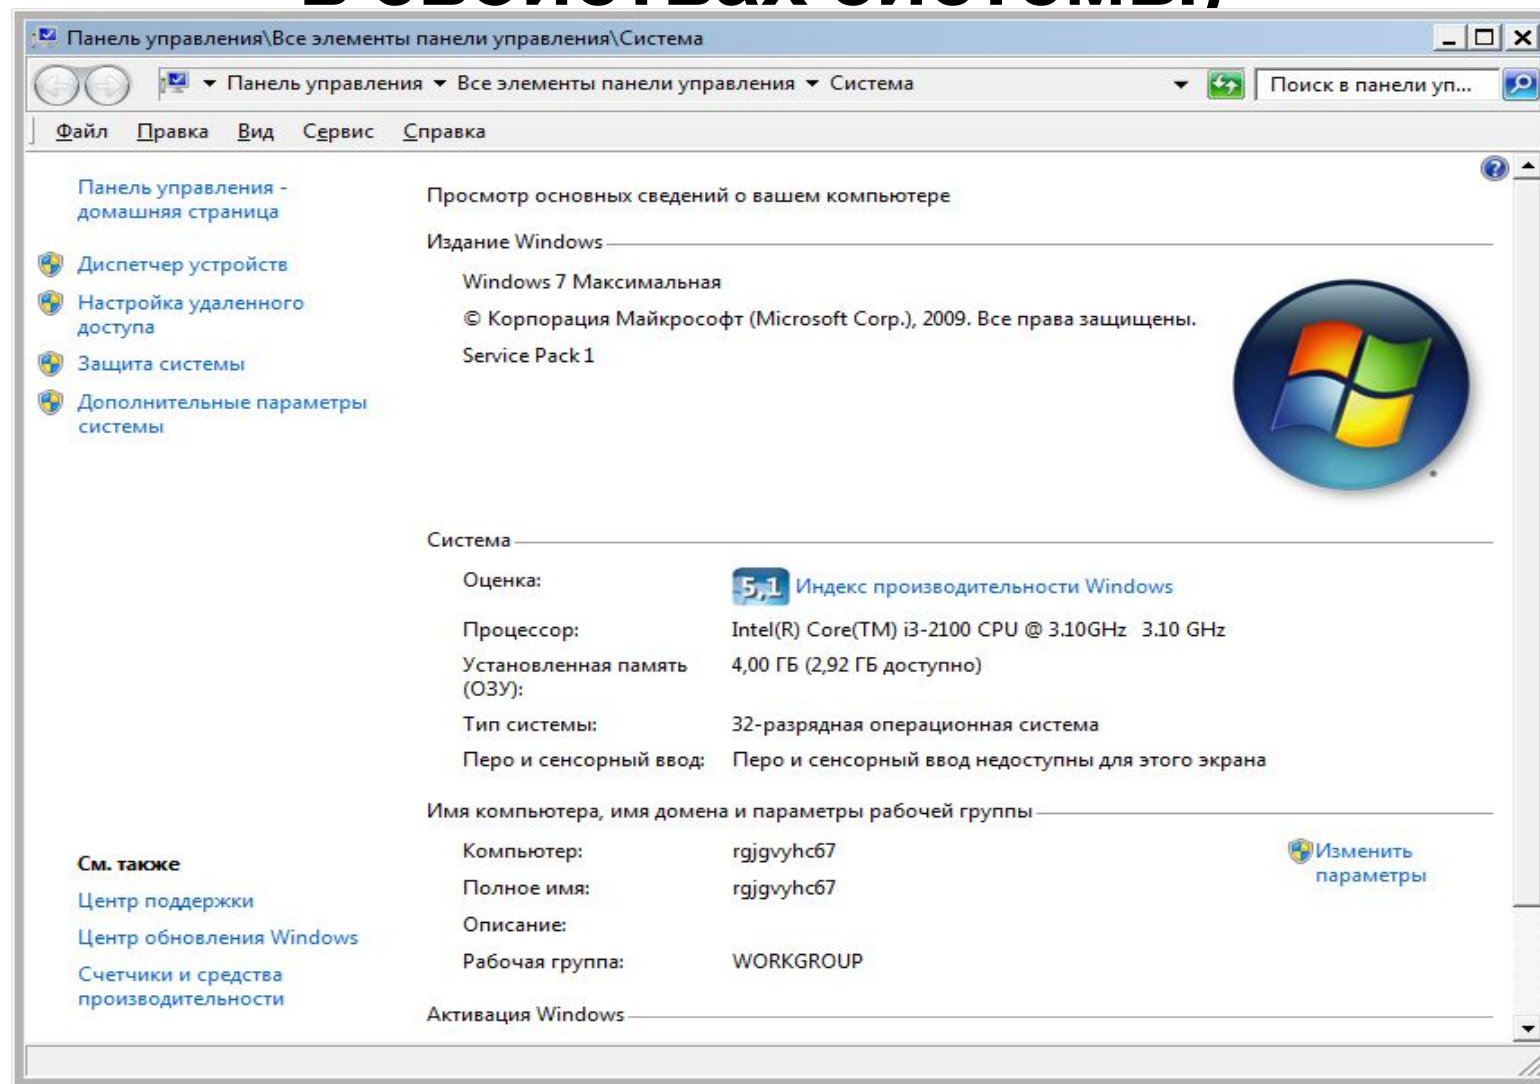 в свойствах системы)
Панель управления\Все элементы панели управления\Система
Панель управления Все элементы панели управления Система
Поиск в панели уп...
Файл Правка Вид Сервис Справка
Панель управления -
домашняя страница
Диспетчер устройств
Настройка удаленного
доступа
Защита системы
Дополнительные параметры
системы
См. также
Центр поддержки
Центр обновления Windows
Счетчики и средства
производительности
Просмотр основных сведений о вашем компьютере
Издание Windows
Windows 7 Максимальная
© Корпорация Майкрософт (Microsoft Corp.), 2009. Все права защищены.
Service Pack 1
Система
Оценка: 5,1 Индекс производительности Windows
Процессор: Intel(R) Core(TM) i3-2100 CPU @ 3.10GHz 3.10 GHz
Установленная память 4,00 ГБ (2,92 ГБ доступно)
(ОЗУ):
Тип системы: 32-разрядная операционная система
Перо и сенсорный ввод: Перо и сенсорный ввод недоступны для этого экрана
Имя компьютера, имя домена и параметры рабочей группы
Компьютер: rgjgvyhc67
Изменить
параметры
Полное имя: rgjgvyhc67
Описание:
Рабочая группа: WORKGROUP
Активация Windows